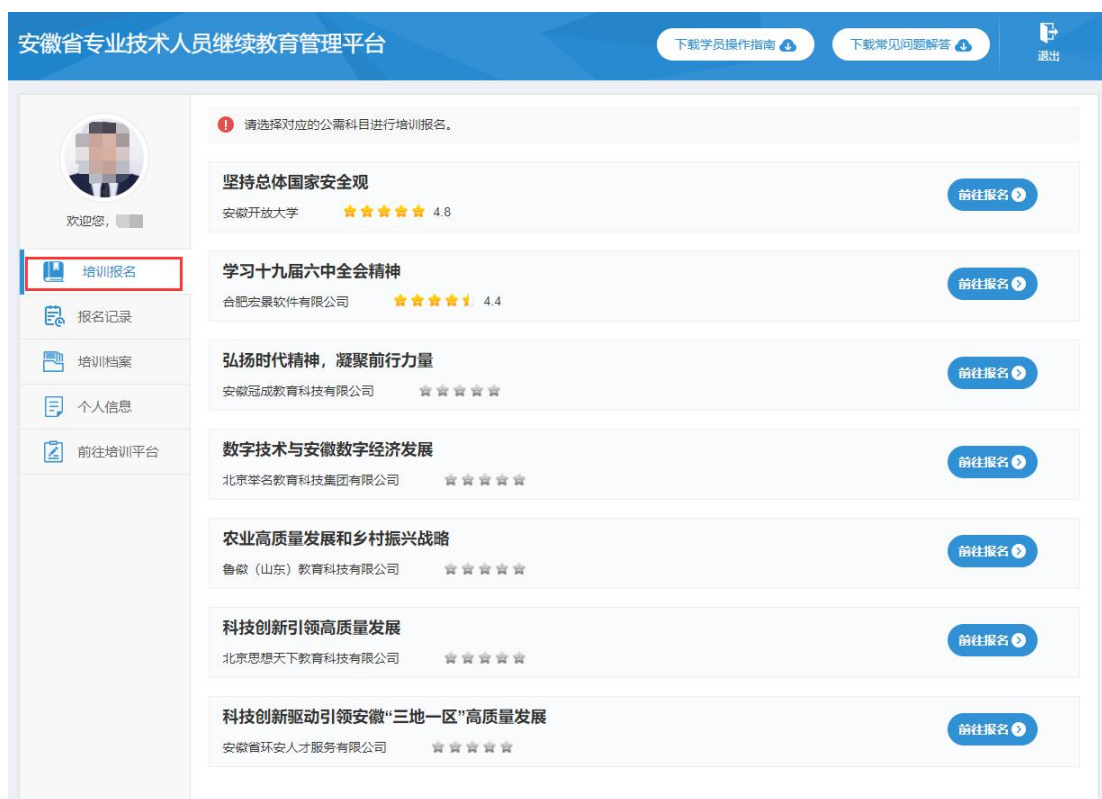 安徽省专业技术人员继续教育管理平台
下载学员操作指南
下载常见问题解答
退出
欢迎您，
培训报名
报名记录
培训档案
个人信息
前往培训平台
请选择对应的公需科目进行培训报名。
坚持总体国家安全观
前往报名
安徽开放大学 4.8
学习十九届六中全会精神
前往报名
合肥宏景软件有限公司 4.4
弘扬时代精神，凝聚前行力量
前往报名
安徽冠成教育科技有限公司
数字技术与安徽数字经济发展
前往报名
北京举名教育科技集团有限公司
农业高质量发展和乡村振兴战略
前往报名
鲁徽（山东）教育科技有限公司
科技创新引领高质量发展
前往报名
北京思想天下教育科技有限公司
科技创新驱动引领安徽“三地一区”高质量发展
前往报名
安徽省环安人才服务有限公司